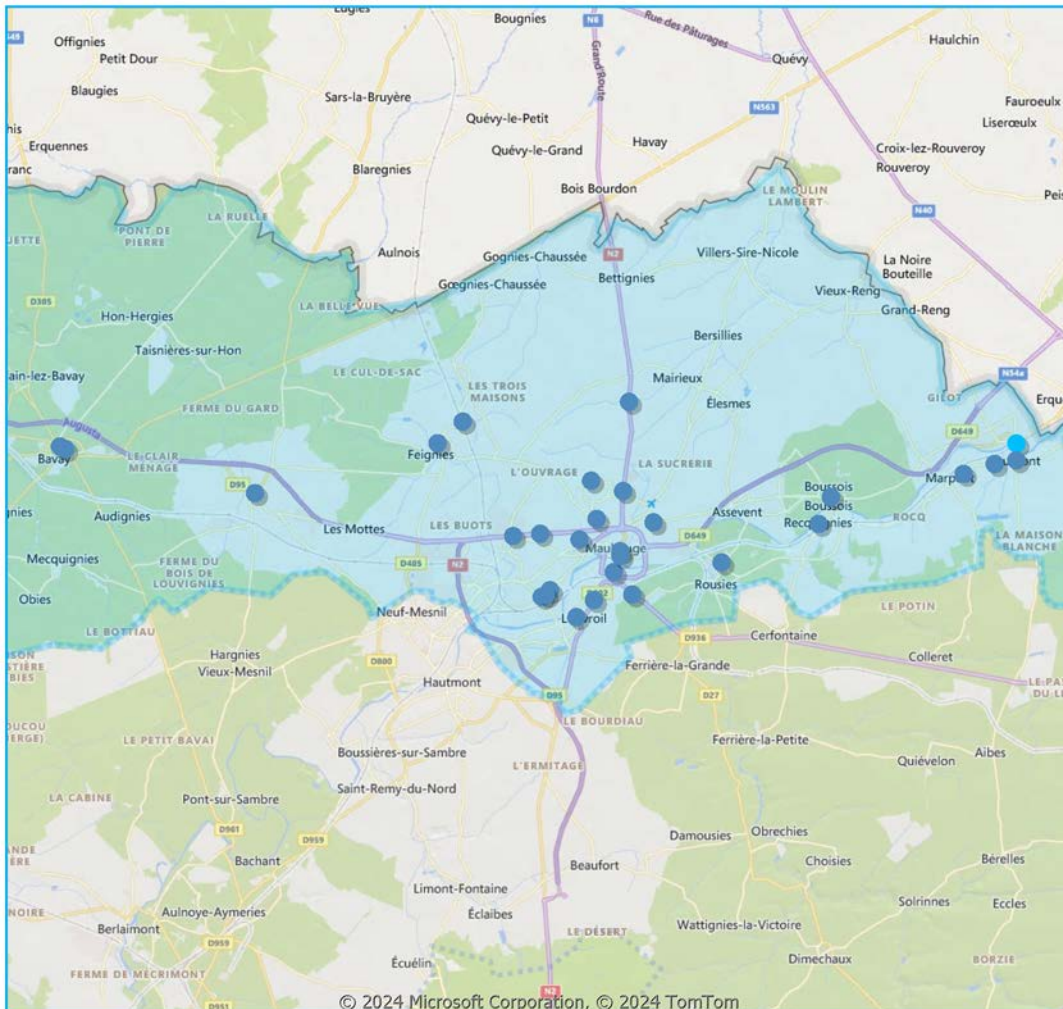 Eugies
Bougnies
N6
Haulchin
Offignies
Petit Dour
Rue des Pâturages
Quévy
Blaugies
Sars-la-Bruyère
Grand'Route
Fauroeulx
Quévy-le-Petit
N563
Liseroeulx
Erquennes
Quévy-le-Grand
Havay
Croix-lez-Rouveroy
Blaregnies
Rouveroy
Bois Bourdon
LE MOULIN
LAMBERT
LA RUELLE
N40
PONT DE
PIERRE
Aulnois
Gognies-Chaussée
N2
Villers-Sire-Nicole
La Noire
Bouteille
Gœgnies-Chaussée
Bettignies
Vieux-Reng
D305
LA BELLE VUE
Grand-Reng
Hon-Hergies
Bersillies
Taisnières-sur-Hon
N54a
LE CUL-DE-SAC
LES TROIS
MAISONS
Mairieux
GILOT
Élesmes
FERME DU GARD
Augusta
D649
Bavay
LE CLAIR
MÉNAGE
Feignies
L'OUVRAGE
LA SUCRERIE
D95
Boussois
Boussois
Audignies
Les Mottes
LES BUOTS
Assevent
Recquignies
ROCQ
D649
LA MAISON
BLANCHE
Mecquignies
FERME DU
BOIS DE
LOUVIGNIES
D405
N2
Rousies
Obies
Neuf-Mesnil
LE POTIN
LE BOTTIAU
D936
Cerfontaine
Hargnies
Vieux-Mesnil
D800
Ferrière-la-Grande
Colleret
Hautmont
D95
D27
LE BOURDIAU
LE PETIT BAVAI
Ferrière-la-Petite
Boussières-sur-Sambre
Aibes
L'ERMITAGE
Quiévelon
LA CABINE
Pont-sur-Sambre
Saint-Remy-du-Nord
D961
D959
Damousies
Obrechies
Bachant
Beaufort
Choisies
Bérelles
Limont-Fontaine
Solrinnes
Eccles
Aulnoye-Aymeries
Éclaibes
Wattignies-la-Victoire
Berlaimont
D959
LE DÉSERT
Dimechaux
Écuélin
BORZIE
FERME DE MECRIMONT
D951
N2
© 2024 Microsoft Corporation, © 2024 TomTom